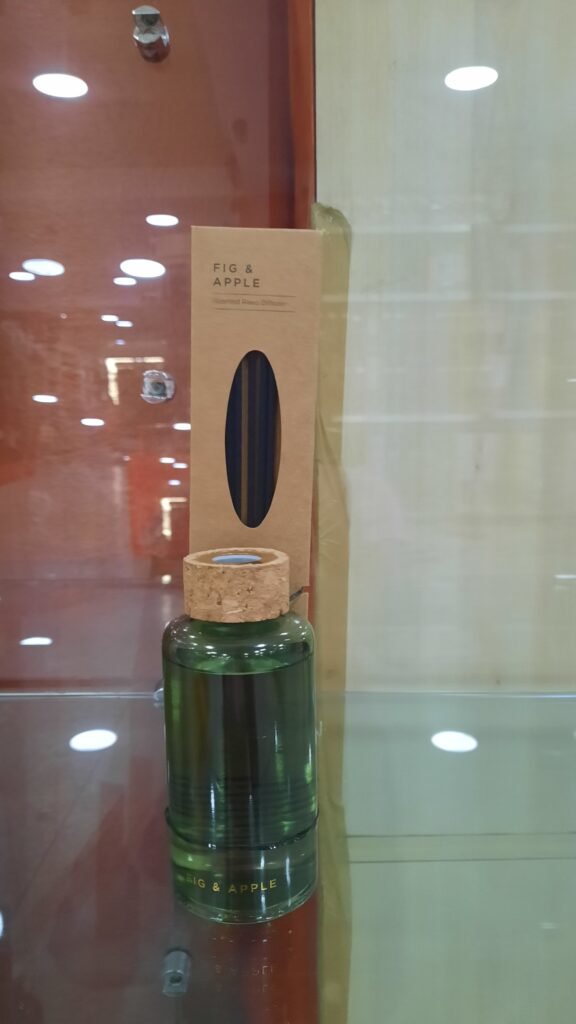 FIG &
APPLE
Scented Reed Diffuser
FIG & APPLE